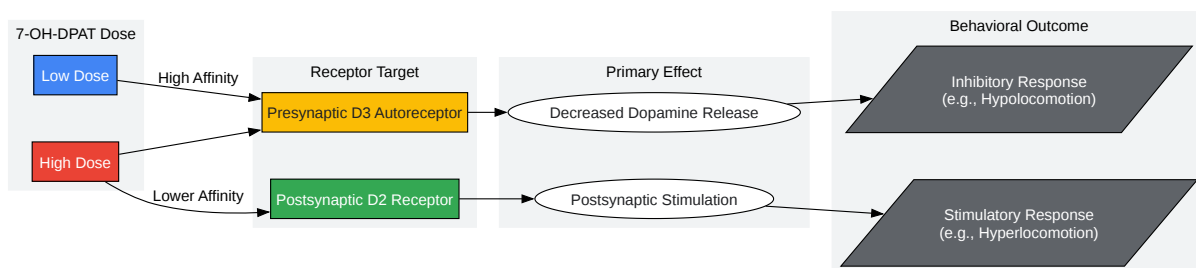 7-OH-DPAT Dose
Low Dose
High Dose
High Affinity
Lower Affinity
Receptor Target
Presynaptic D3 Autoreceptor
Postsynaptic D2 Receptor
Primary Effect
Decreased Dopamine Release
Postsynaptic Stimulation
Behavioral Outcome
Inhibitory Response
(e.g., Hypolocomotion)
Stimulatory Response
(e.g., Hyperlocomotion)